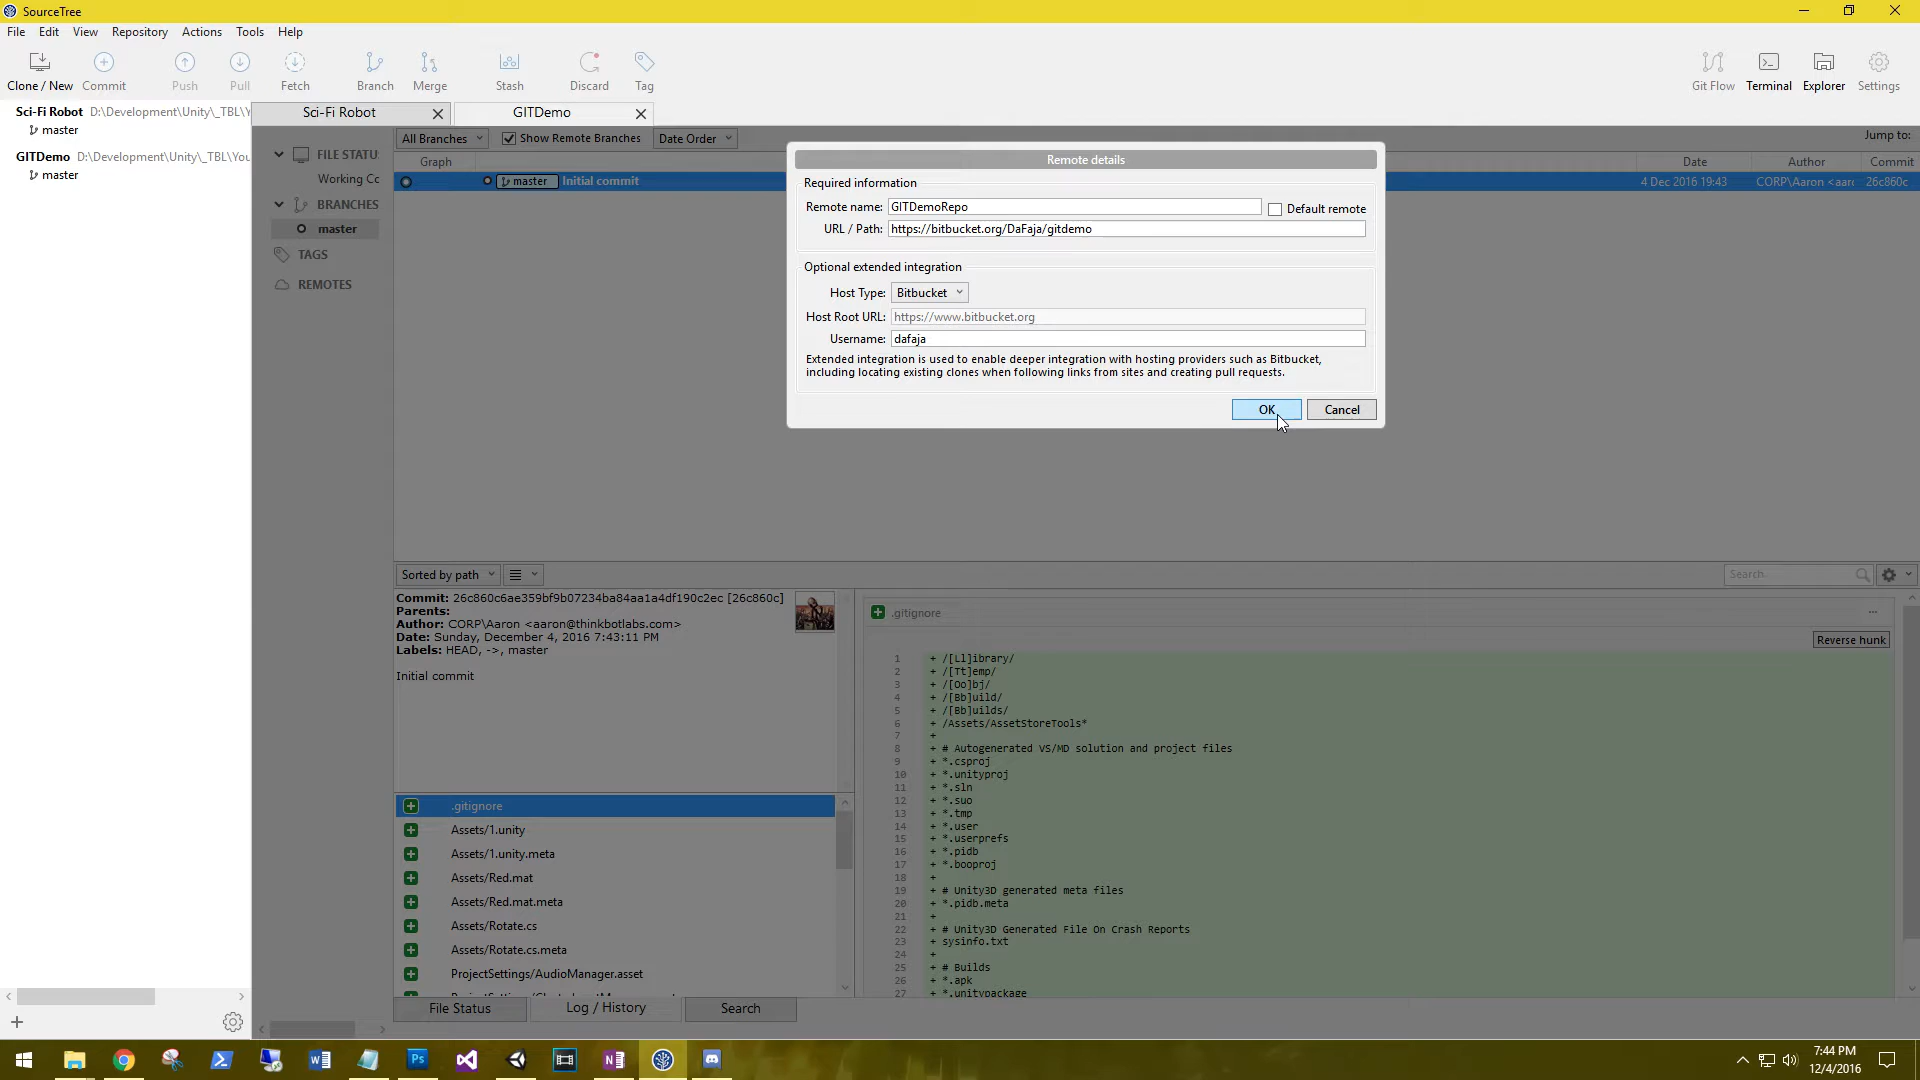 SourceTree
File Edit View Repository Actions Tools Help
Clone / New Commit Push Pull Fetch Branch Merge Stash Discard Tag Git Flow Terminal Explorer Settings
Sci-Fi Robot D:\Development\Unity\_TBL\Y
master
GITDemo D:\Development\Unity\_TBL\You
master
Sci-Fi Robot GITDemo
FILE STATU
Working Cc
BRANCHES
master
TAGS
REMOTES
All Branches Show Remote Branches Date Order Jump to:
Graph Date Author Commit
master Initial commit 4 Dec 2016 19:43 CORP\Aaron <aarc 26c860c
Remote details
Required information
Remote name: GITDemoRepo Default remote
URL / Path: https://bitbucket.org/DaFaja/gitdemo
Optional extended integration
Host Type: Bitbucket
Host Root URL: https://www.bitbucket.org
Username: dafaja
Extended integration is used to enable deeper integration with hosting providers such as Bitbucket,
including locating existing clones when following links from sites and creating pull requests.
OK Cancel
Sorted by path Search
Commit: 26c860c6ae359bf9b07234ba84aa1a4df190c2ec [26c860c]
Parents:
Author: CORP\Aaron <aaron@thinkbotlabs.com>
Date: Sunday, December 4, 2016 7:43:11 PM
Labels: HEAD, ->, master
Initial commit
.gitignore
Assets/1.unity
Assets/1.unity.meta
Assets/Red.mat
Assets/Red.mat.meta
Assets/Rotate.cs
Assets/Rotate.cs.meta
ProjectSettings/AudioManager.asset
.gitignore ...
Reverse hunk
1 + /[Ll]ibrary/
2 + /[Tt]emp/
3 + /[Oo]bj/
4 + /[Bb]uild/
5 + /[Bb]uilds/
6 + /Assets/AssetStoreTools*
7 +
8 + # Autogenerated VS/MD solution and project files
9 + *.csproj
10 + *.unityproj
11 + *.sln
12 + *.suo
13 + *.tmp
14 + *.user
15 + *.userprefs
16 + *.pidb
17 + *.booproj
18 +
19 + # Unity3D generated meta files
20 + *.pidb.meta
21 +
22 + # Unity3D Generated File On Crash Reports
23 + sysinfo.txt
24 +
25 + # Builds
26 + *.apk
27 + *.unitypackage
File Status Log / History Search
7:44 PM
12/4/2016